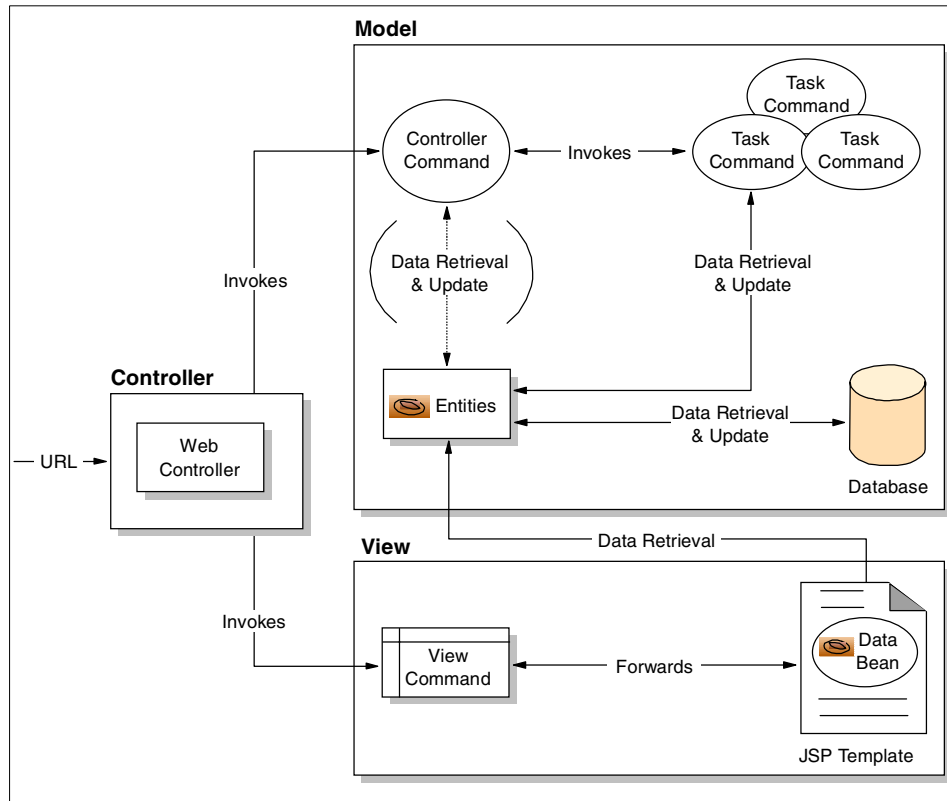 Model
Task
Command
Controller
Command
Invokes
Task
Command
Task
Command
Data Retrieval
& Update
Data Retrieval
& Update
Invokes
Controller
Entities
Data Retrieval
& Update
Web
Controller
URL
Database
View
Data Retrieval
Invokes
View
Command
Forwards
Data
Bean
JSP Template